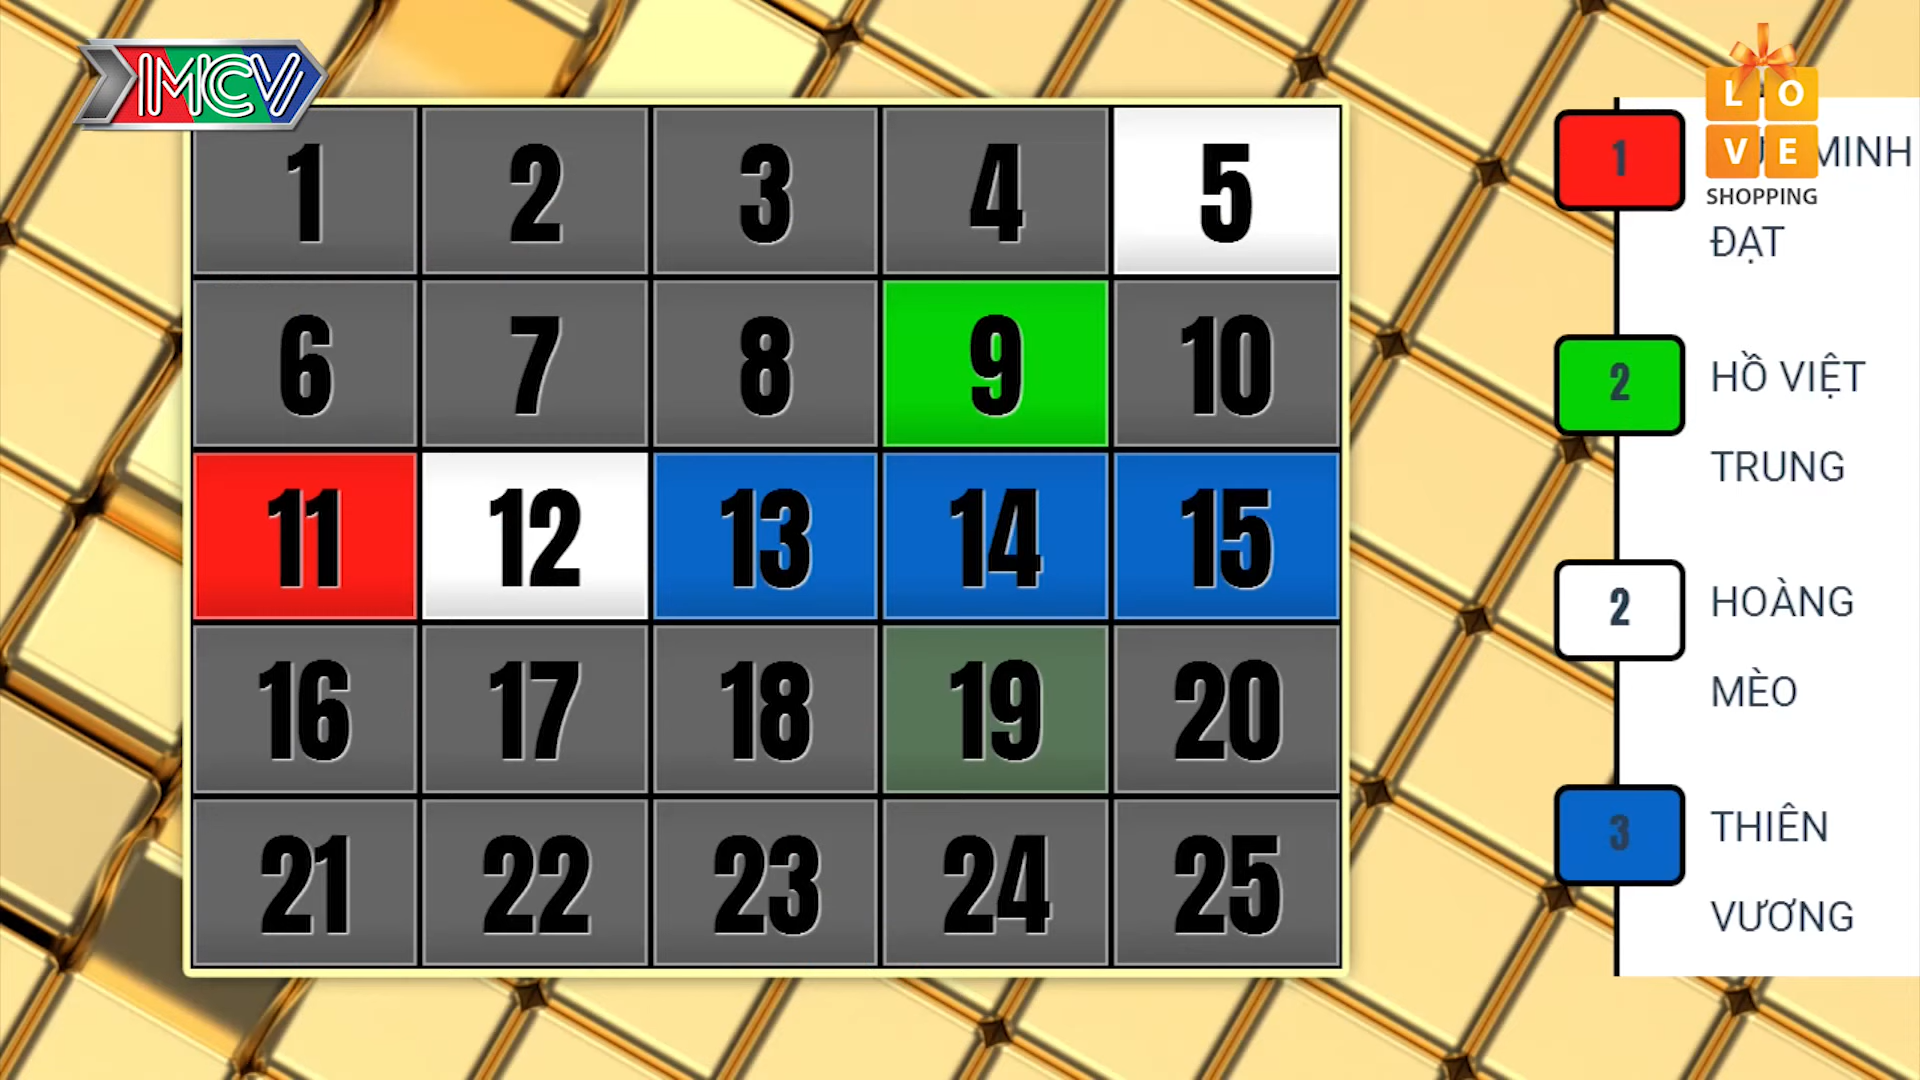 MCV
1 2 3 4 5
6 7 8 9 10
11 12 13 14 15
16 17 18 19 20
21 22 23 24 25
L O
V E
SHOPPING
1 MINH
ĐẠT
2 HỒ VIỆT
TRUNG
2 HOÀNG
MÈO
3 THIÊN
VƯƠNG